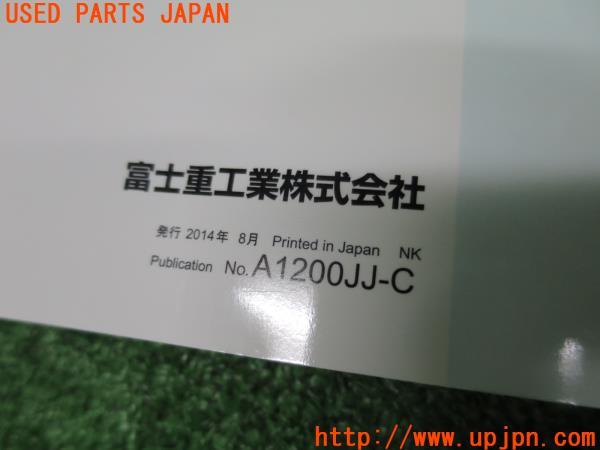 USED PARTS JAPAN
富士重工業株式会社
発行 2014年 8月 Printed in Japan NK
Publication No. A1200JJ-C
http://www.upjpn.com